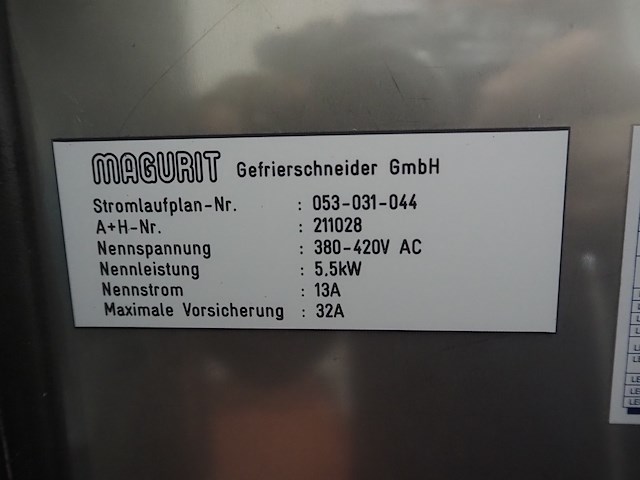 MAGURIT Gefrierschneider GmbH
Stromlaufplan-Nr. : 053-031-044
A+H-Nr. : 211028
Nennspannung : 380-420V AC
Nennleistung : 5,5kW
Nennstrom : 13A
Maximale Vorsicherung : 32A